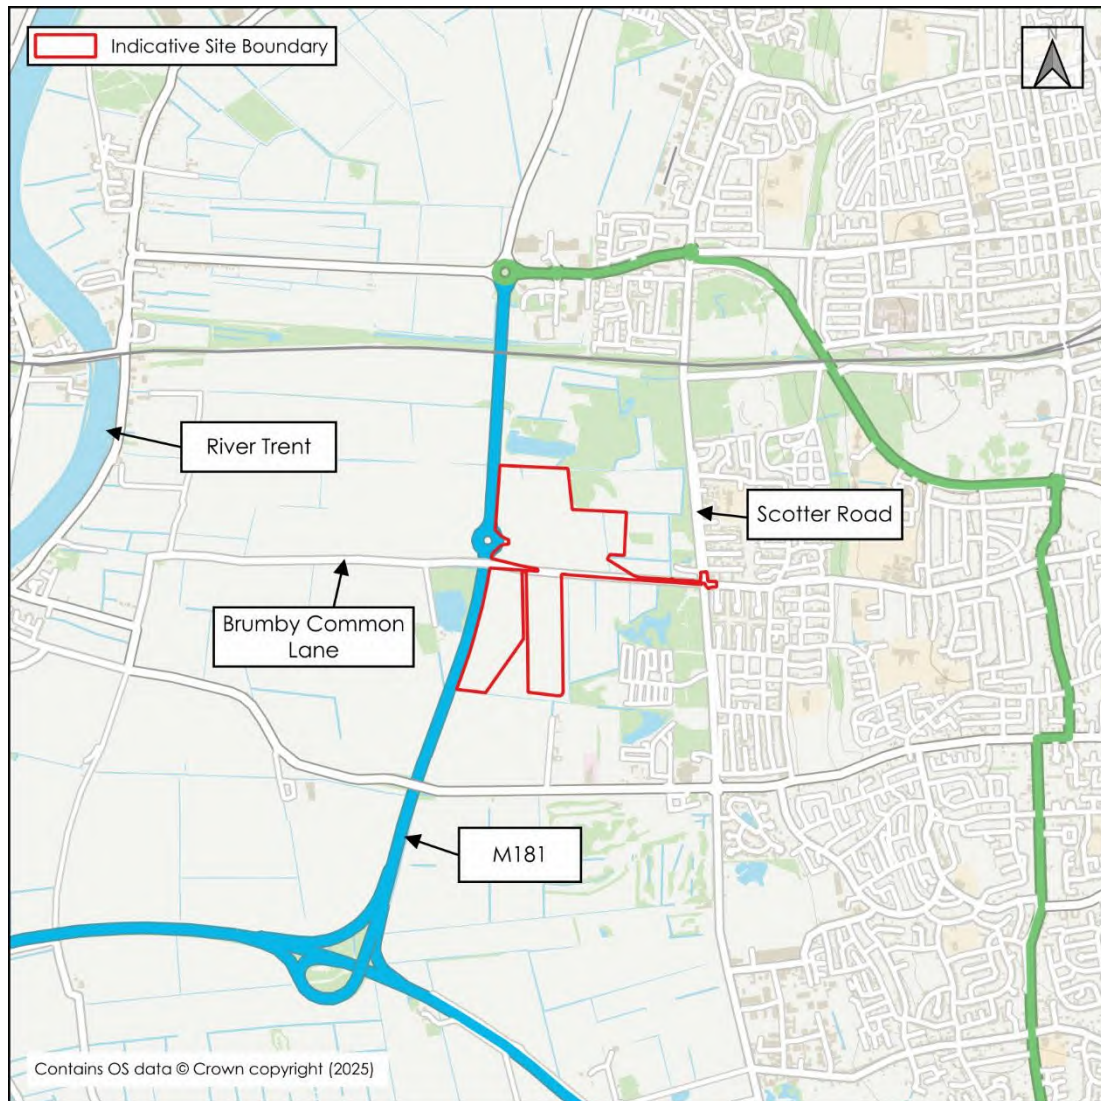 Indicative Site Boundary
N
River Trent
Scotter Road
Brumby Common
Lane
M181
Contains OS data © Crown copyright (2025)